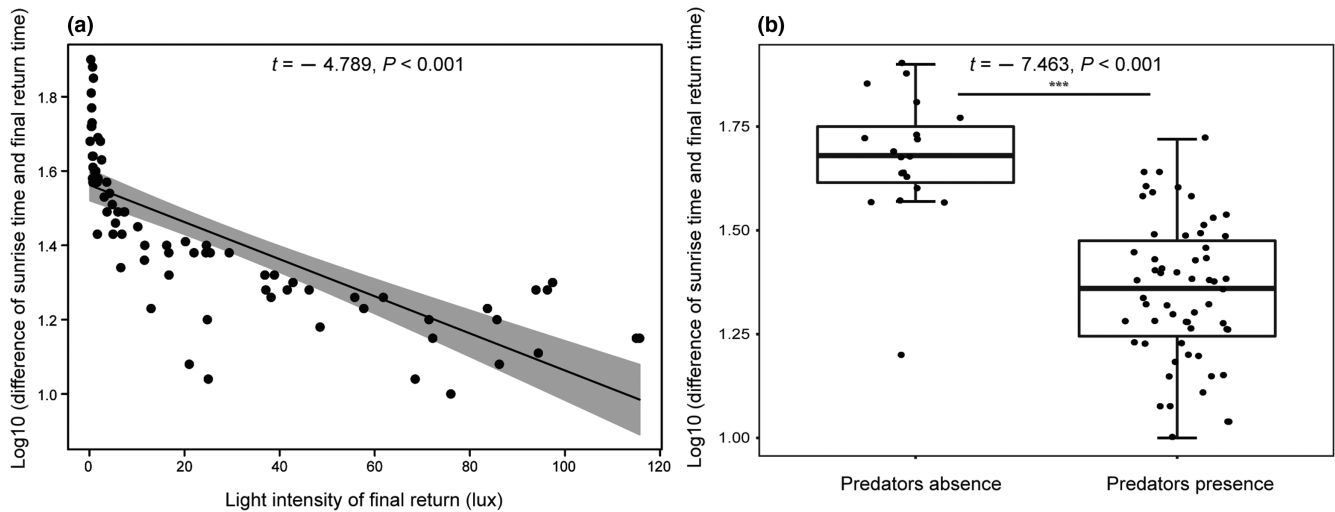 (a)
Log10 (difference of sunrise time and final return time)
t = – 4.789, P < 0.001
1.8
1.6
1.4
1.2
1.0
0 20 40 60 80 100 120
Light intensity of final return (lux)
(b)
Log10 (difference of sunrise time and final return time)
t = – 7.463, P < 0.001
***
1.75
1.50
1.25
1.00
Predators absence Predators presence